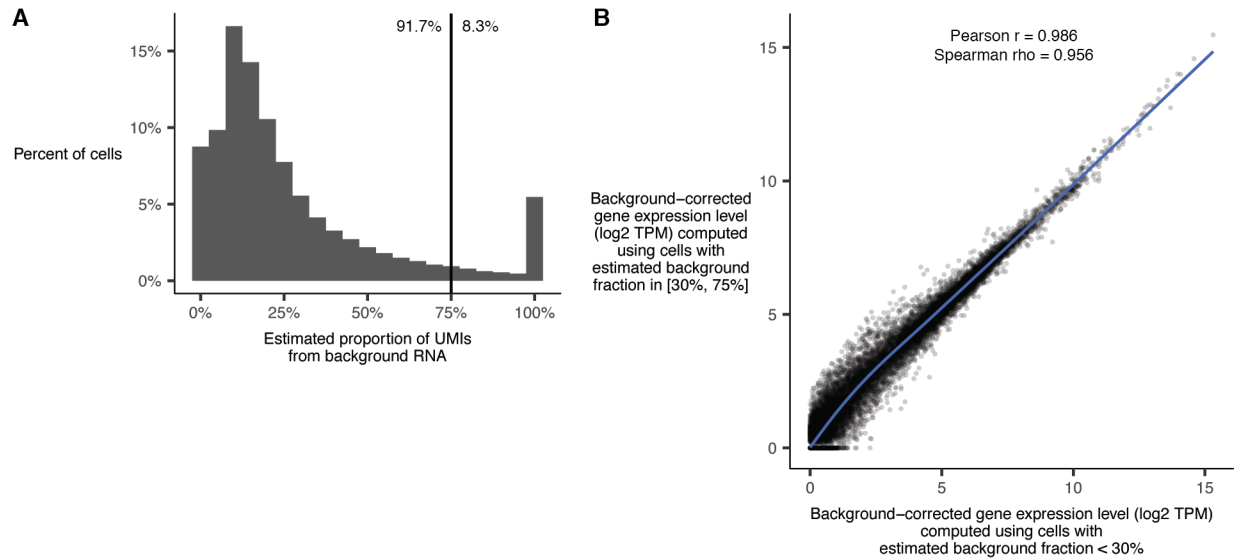 A
91.7%
8.3%
15%
10%
5%
0%
Percent of cells
0%
25%
50%
75%
100%
Estimated proportion of UMIs
from background RNA
B
Pearson r = 0.986
Spearman rho = 0.956
15
10
5
0
Background−corrected
gene expression level
(log2 TPM) computed
using cells with
estimated background
fraction in [30%, 75%]
0
5
10
15
Background−corrected gene expression level (log2 TPM)
computed using cells with
estimated background fraction < 30%